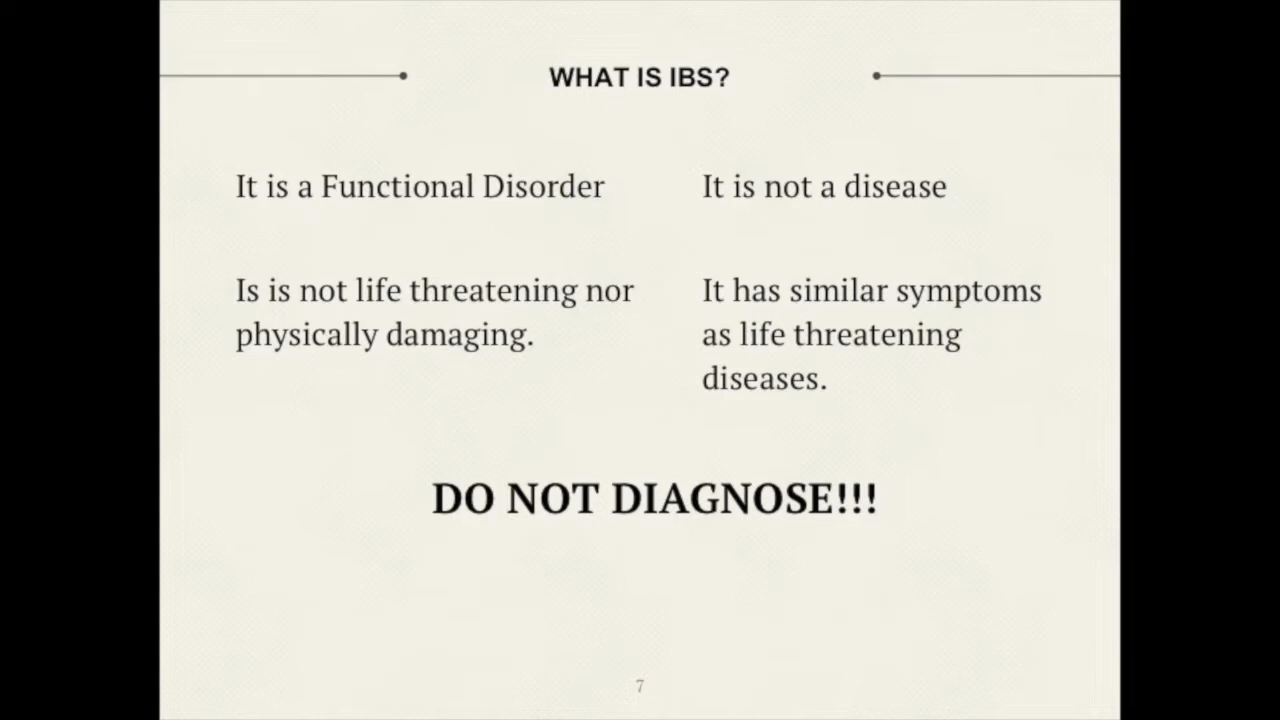 WHAT IS IBS?
It is a Functional Disorder
It is not a disease
Is is not life threatening nor
physically damaging.
It has similar symptoms
as life threatening
diseases.
DO NOT DIAGNOSE!!!
7